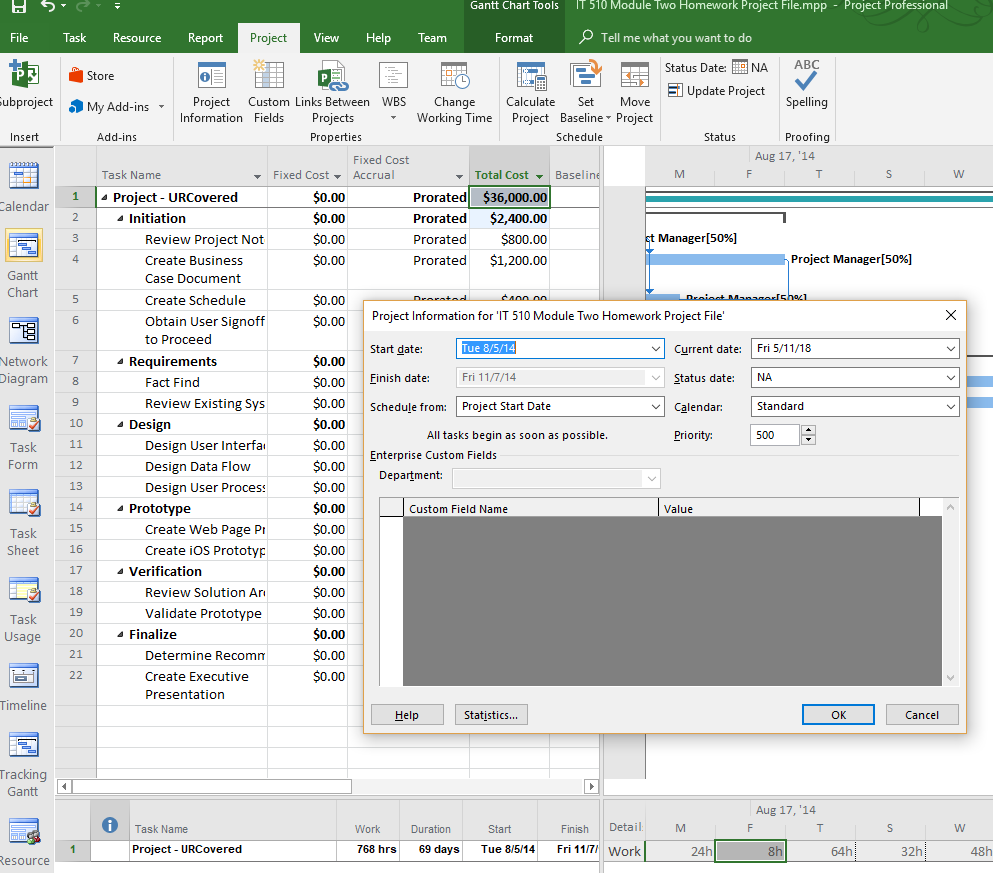 Gantt Chart Tools IT 510 Module Two Homework Project File.mpp - Project Professional
File Task Resource Report Project View Help Team Format Tell me what you want to do
Subproject
Insert
Store
My Add-ins
Add-ins
Project Information
Custom Fields
Links Between Projects
WBS
Change Working Time
Properties
Calculate Project
Set Baseline
Move Project
Schedule
Status Date: NA
Update Project
Status
ABC
Spelling
Proofing
Calendar
Gantt Chart
Network Diagram
Task Form
Task Sheet
Task Usage
Timeline
Tracking Gantt
Resource
Task Name Fixed Cost Fixed Cost Accrual Total Cost Baseline
1 Project - URCovered $0.00 Prorated $36,000.00
2 Initiation $0.00 Prorated $2,400.00
3 Review Project Not $0.00 Prorated $800.00
4 Create Business Case Document $0.00 Prorated $1,200.00
5 Create Schedule $0.00 Prorated $400.00
6 Obtain User Signoff to Proceed $0.00
7 Requirements $0.00
8 Fact Find $0.00
9 Review Existing Sys $0.00
10 Design $0.00
11 Design User Interfa $0.00
12 Design Data Flow $0.00
13 Design User Process $0.00
14 Prototype $0.00
15 Create Web Page Pr $0.00
16 Create iOS Prototyp $0.00
17 Verification $0.00
18 Review Solution Arc $0.00
19 Validate Prototype $0.00
20 Finalize $0.00
21 Determine Recomm $0.00
22 Create Executive Presentation $0.00
Aug 17, '14
M F T S W
ct Manager[50%]
Project Manager[50%]
Project Manager[50%]
Project Information for 'IT 510 Module Two Homework Project File'
Start date: Tue 8/5/14 Current date: Fri 5/11/18
Finish date: Fri 11/7/14 Status date: NA
Schedule from: Project Start Date Calendar: Standard
All tasks begin as soon as possible. Priority: 500
Enterprise Custom Fields
Department:
Custom Field Name Value
Help Statistics... OK Cancel
Task Name Work Duration Start Finish
1 Project - URCovered 768 hrs 69 days Tue 8/5/14 Fri 11/7/
Aug 17, '14
Detail M F T S W
Work 24h 8h 64h 32h 48h